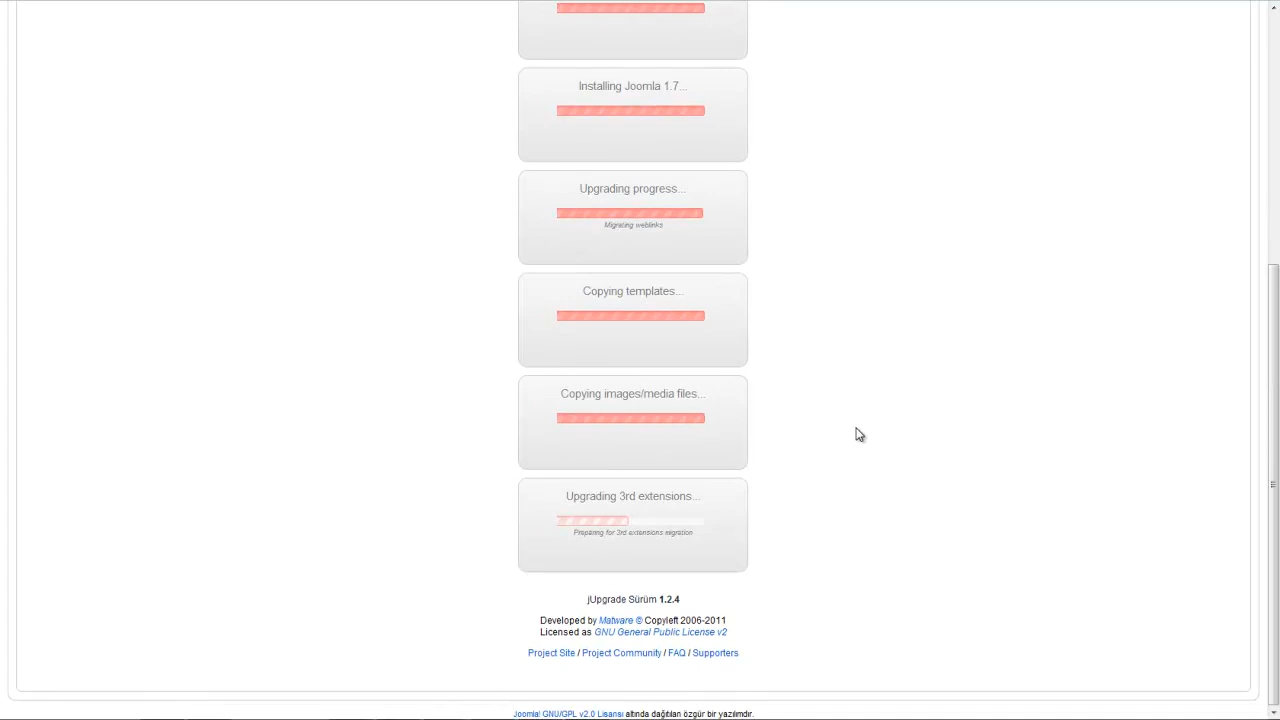 Installing Joomla 1.7...
Upgrading progress...
Migrating weblinks
Copying templates...
Copying images/media files...
Upgrading 3rd extensions...
Preparing for 3rd extensions migration
jUpgrade Sürüm 1.2.4
Developed by Matware © Copyleft 2006-2011
Licensed as GNU General Public License v2
Project Site / Project Community / FAQ / Supporters
Joomla! GNU/GPL v2.0 Lisansı altında dağıtılan özgür bir yazılımdır.